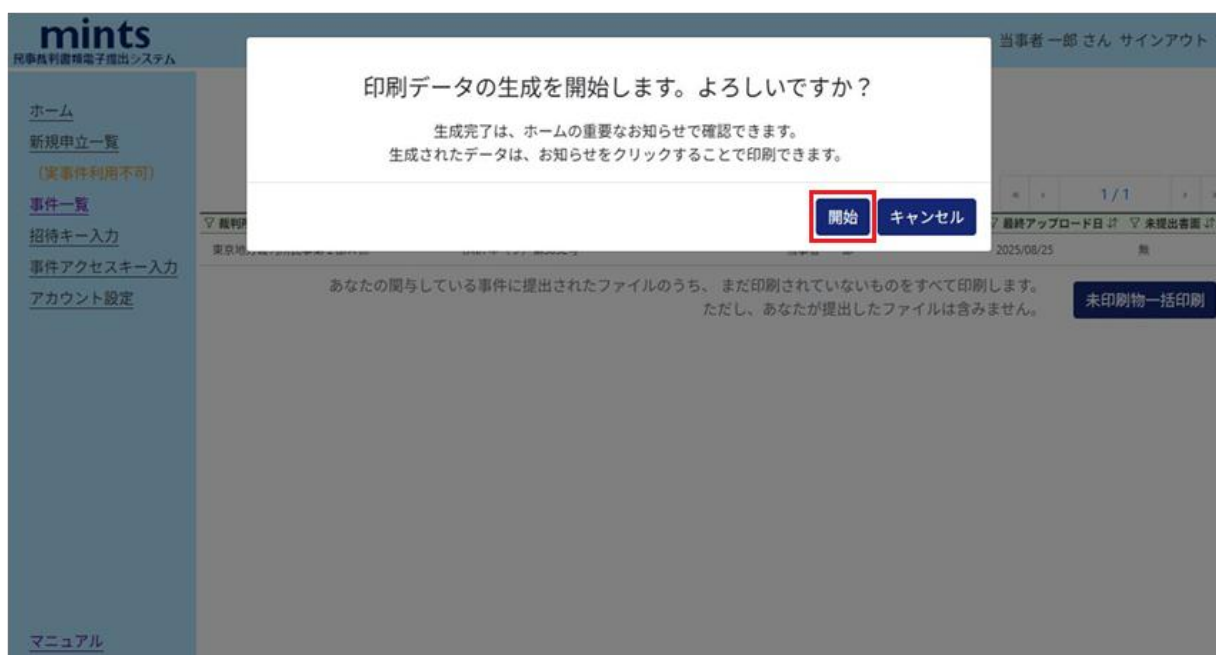 mints
民事裁判書類電子提出システム
当事者 一郎 さん サインアウト
印刷データの生成を開始します。よろしいですか？
生成完了は、ホームの重要なお知らせで確認できます。
生成されたデータは、お知らせをクリックすることで印刷できます。
開始 キャンセル
ホーム
新規申立一覧
（実事件利用不可）
事件一覧
招待キー入力
事件アクセスキー入力
アカウント設定
« ‹ 1 / 1 ›
最終アップロード日 未提出書面
2025/08/25 無
あなたの関与している事件に提出されたファイルのうち、 まだ印刷されていないものをすべて印刷します。
ただし、あなたが提出したファイルは含みません。
未印刷物一括印刷
マニュアル